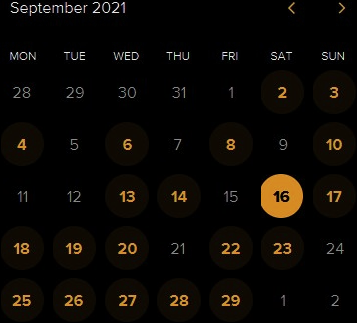 September 2021
MON TUE WED THU FRI SAT SUN
28 29 30 31 1 2 3
4 5 6 7 8 9 10
11 12 13 14 15 16 17
18 19 20 21 22 23 24
25 26 27 28 29 1 2